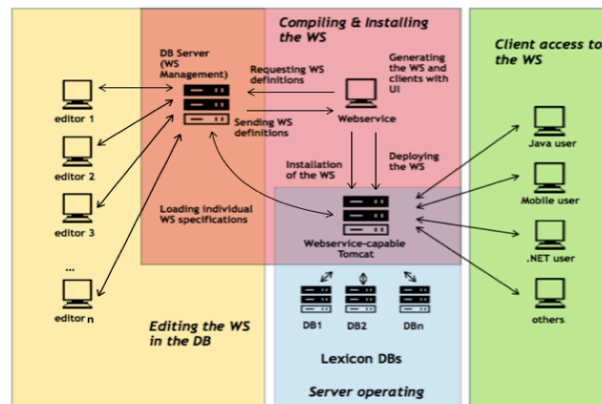 Compiling & Installing
the WS
Client access to
the WS
DB Server
(WS
Management)
Requesting WS
definitions
Generating
the WS and
clients with
UI
editor 1
Sending WS
definitions
Webservice
Java user
editor 2
Installation
of the WS
Deploying
the WS
Mobile user
editor 3
Loading individual
WS specifications
Webservice-capable
Tomcat
.NET user
...
editor n
DB1
DB2
DBn
others
Editing the WS
in the DB
Lexicon DBs
Server operating